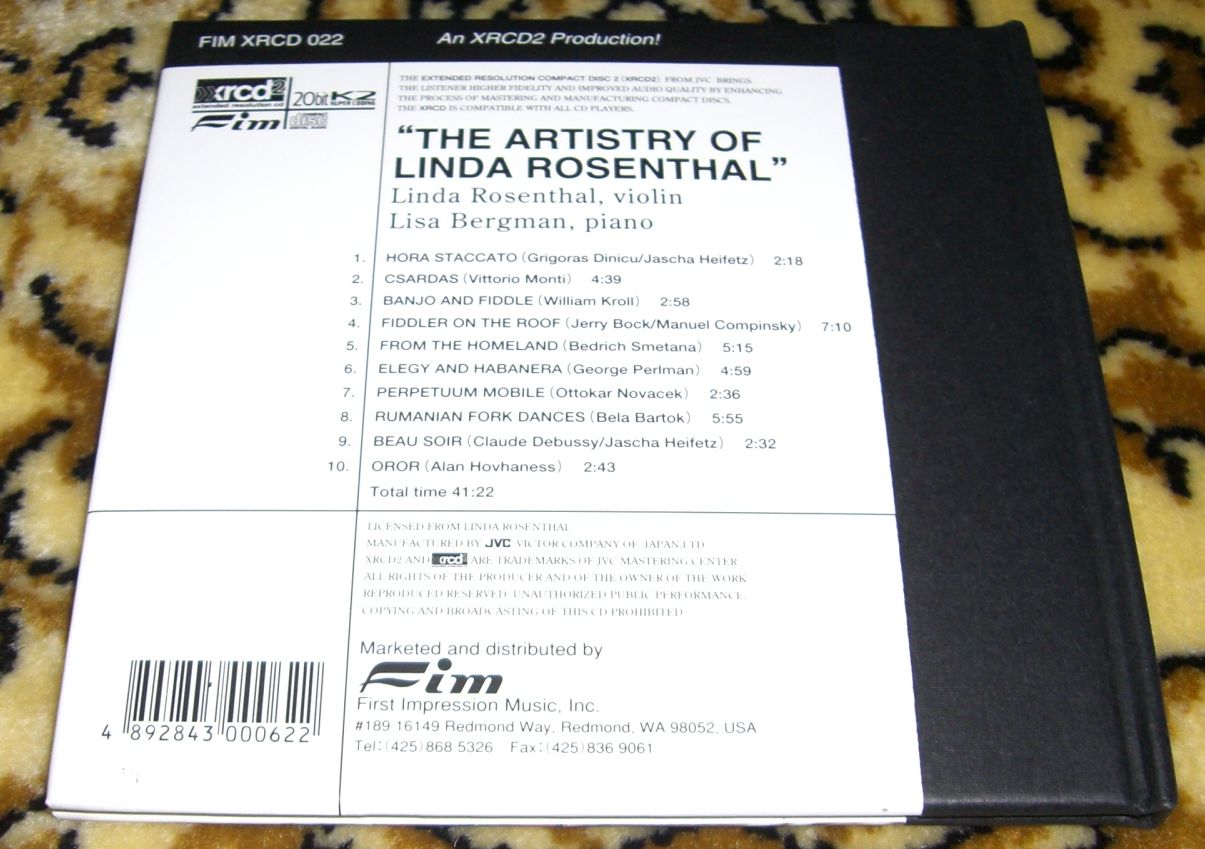 FIM XRCD 022 An XRCD2 Production!
xrcd2
extended resolution cd
20bit K2
SUPER CODING
Fim
disc
DIGITAL AUDIO
THE EXTENDED RESOLUTION COMPACT DISC 2 (XRCD2) FROM JVC BRINGS
THE LISTENER HIGHER FIDELITY AND IMPROVED AUDIO QUALITY BY ENHANCING
THE PROCESS OF MASTERING AND MANUFACTURING COMPACT DISCS.
THE XRCD IS COMPATIBLE WITH ALL CD PLAYERS.
“THE ARTISTRY OF
LINDA ROSENTHAL”
Linda Rosenthal, violin
Lisa Bergman, piano
1. HORA STACCATO (Grigoras Dinicu/Jascha Heifetz) 2:18
2. CSARDAS (Vittorio Monti) 4:39
3. BANJO AND FIDDLE (William Kroll) 2:58
4. FIDDLER ON THE ROOF (Jerry Bock/Manuel Compinsky) 7:10
5. FROM THE HOMELAND (Bedrich Smetana) 5:15
6. ELEGY AND HABANERA (George Perlman) 4:59
7. PERPETUUM MOBILE (Ottokar Novacek) 2:36
8. RUMANIAN FORK DANCES (Bela Bartok) 5:55
9. BEAU SOIR (Claude Debussy/Jascha Heifetz) 2:32
10. OROR (Alan Hovhaness) 2:43
Total time 41:22
LICENSED FROM LINDA ROSENTHAL
MANUFACTURED BY JVC VICTOR COMPANY OF JAPAN.LTD
XRCD2 AND xrcd2 ARE TRADEMARKS OF JVC MASTERING CENTER
ALL RIGHTS OF THE PRODUCER AND OF THE OWNER OF THE WORK
REPRODUCED RESERVED. UNAUTHORIZED PUBLIC PERFORMANCE,
COPYING AND BROADCASTING OF THIS CD PROHIBITED
Marketed and distributed by
Fim
First Impression Music, Inc.
#189 16149 Redmond Way, Redmond, WA 98052, USA
Tel:(425)868 5326 Fax:(425)836 9061
4 892843 000622